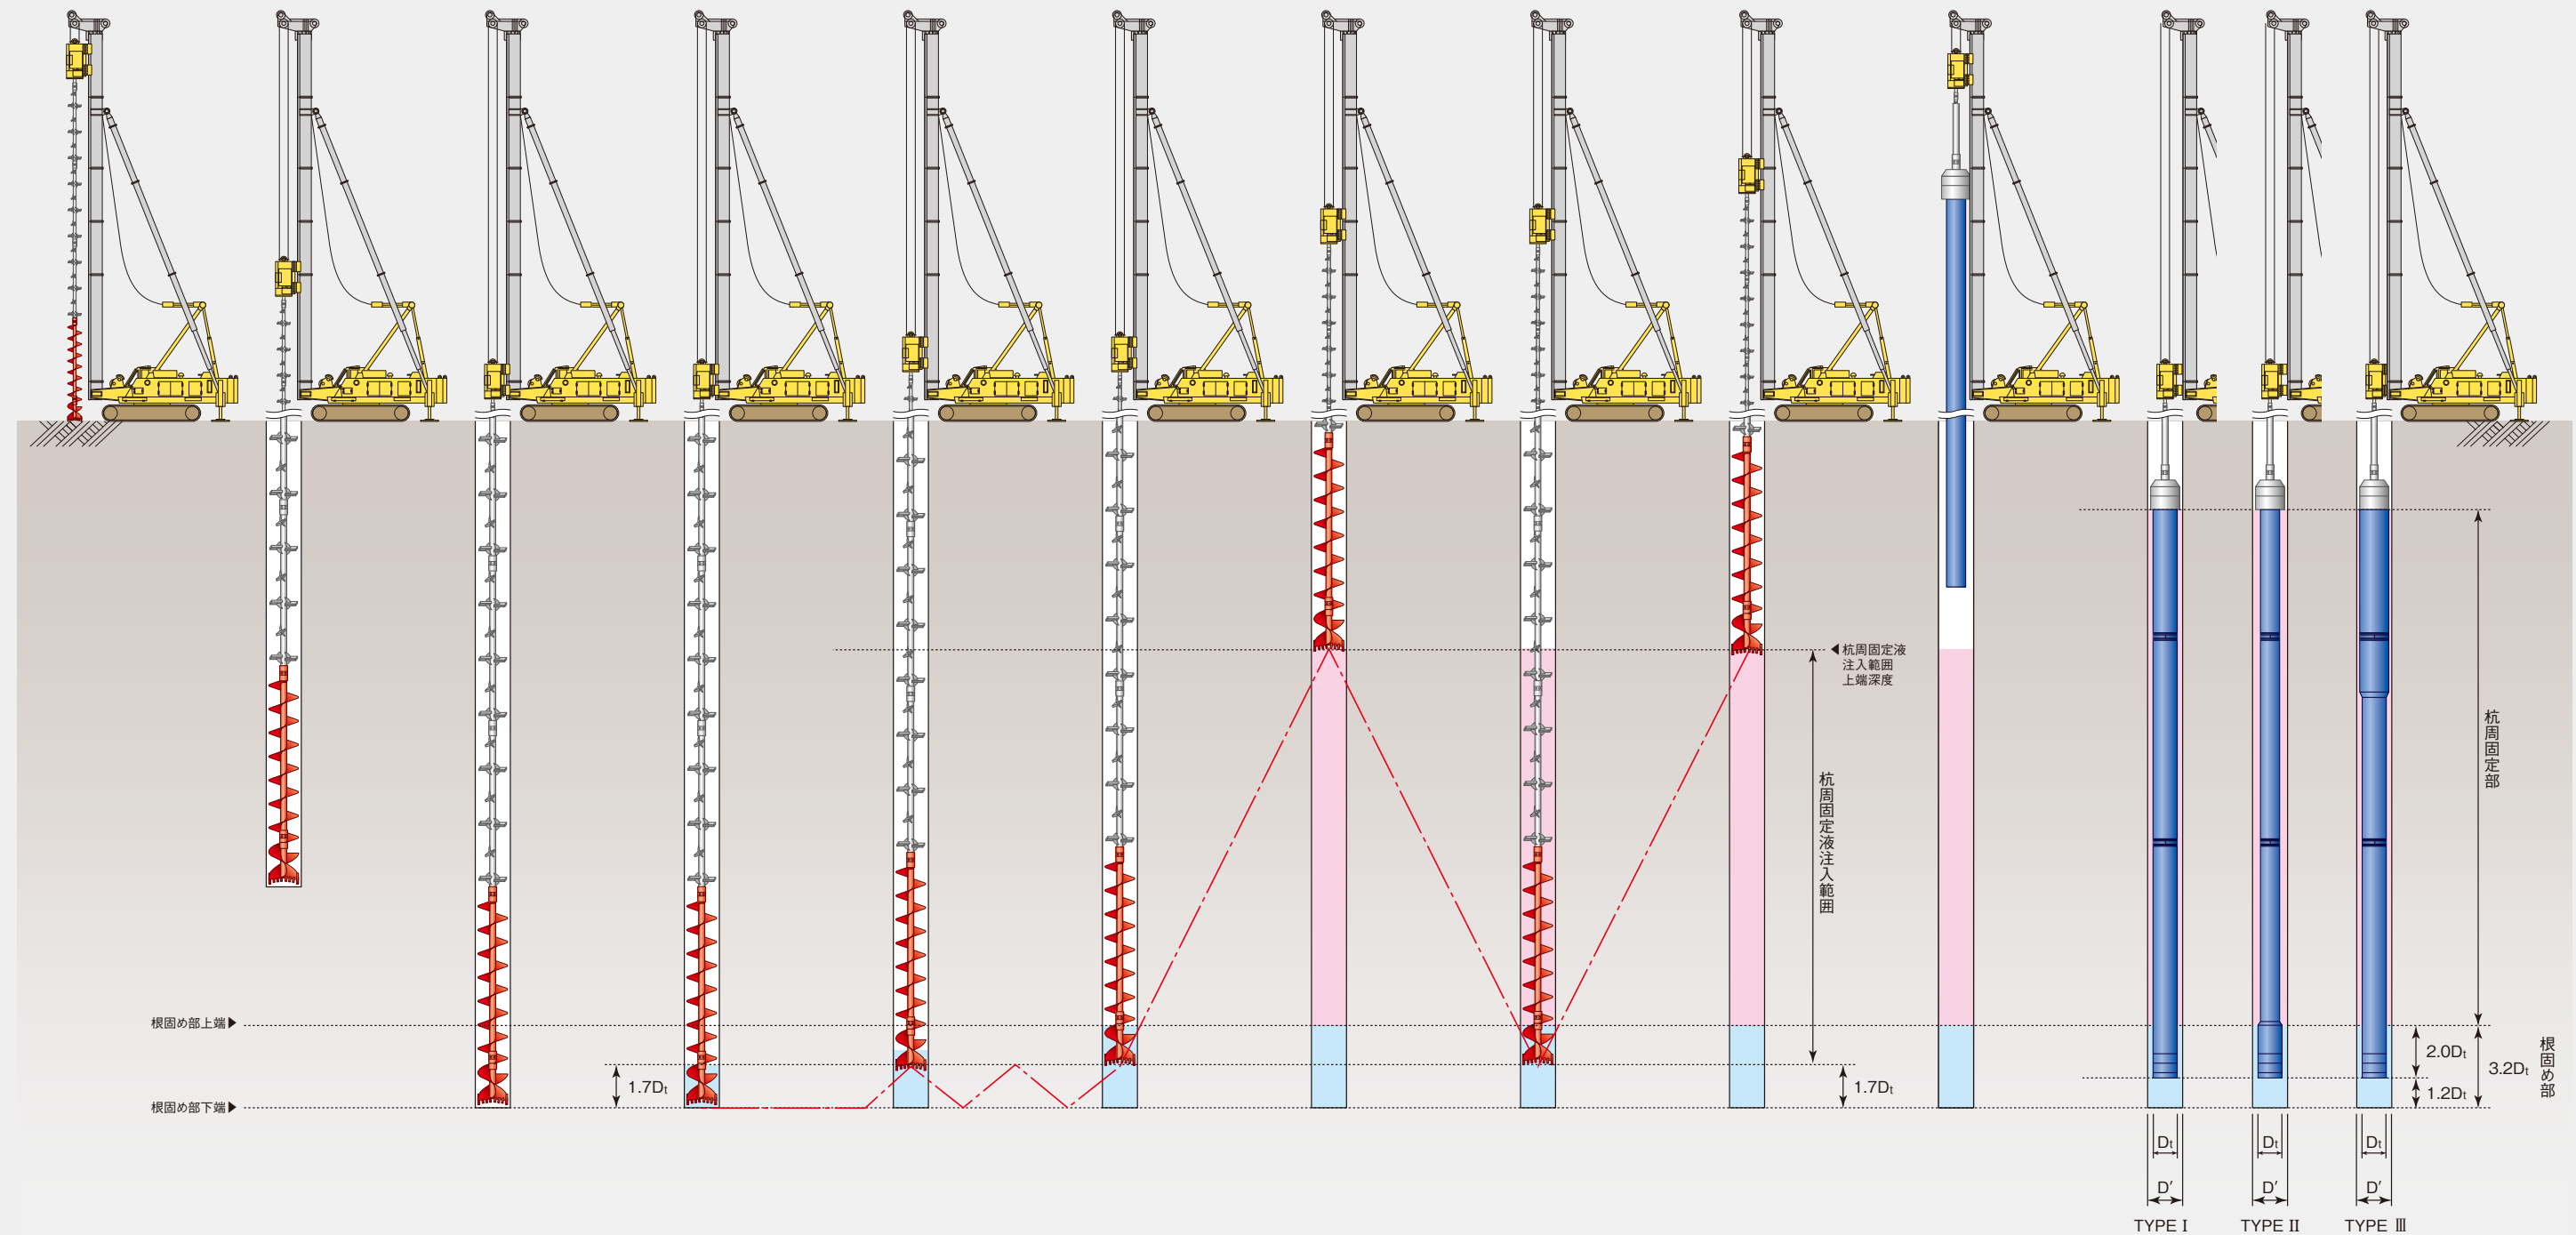 ◀杭周固定液
注入範囲
上端深度
杭周固定液注入範囲
杭周固定部
根固め部上端▶
根固め部下端▶
1.7Dt
1.7Dt
2.0Dt
1.2Dt
3.2Dt
根固め部
Dt
Dt
Dt
D′
D′
D′
TYPE Ⅰ
TYPE Ⅱ
TYPE Ⅲ